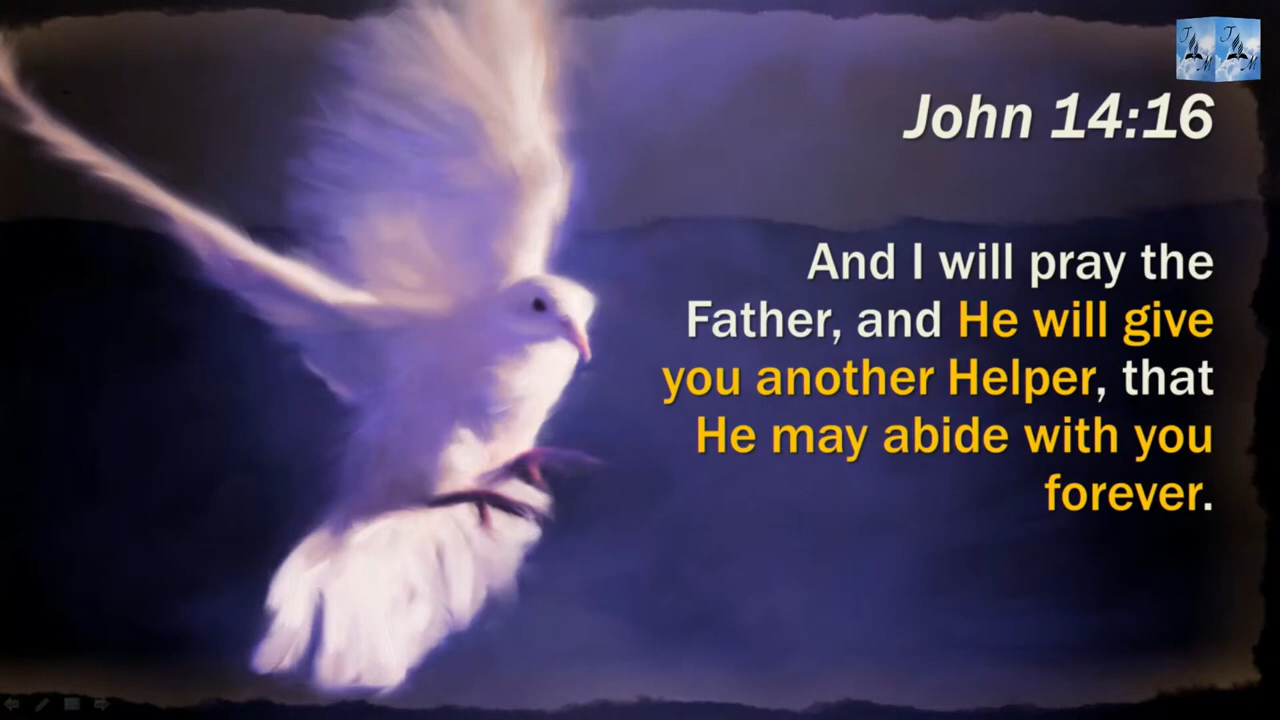 J M J M
John 14:16
And I will pray the
Father, and He will give
you another Helper, that
He may abide with you
forever.